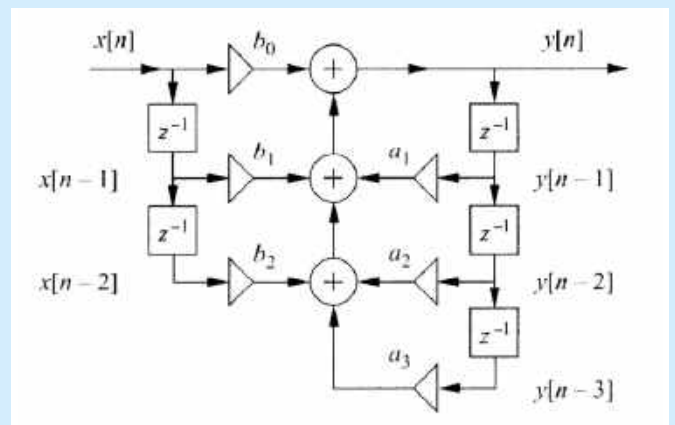 x[n] b₀ + y[n]
z⁻¹ z⁻¹
x[n – 1] b₁ + a₁ y[n – 1]
z⁻¹ z⁻¹
x[n – 2] b₂ + a₂ y[n – 2]
z⁻¹
a₃ y[n – 3]